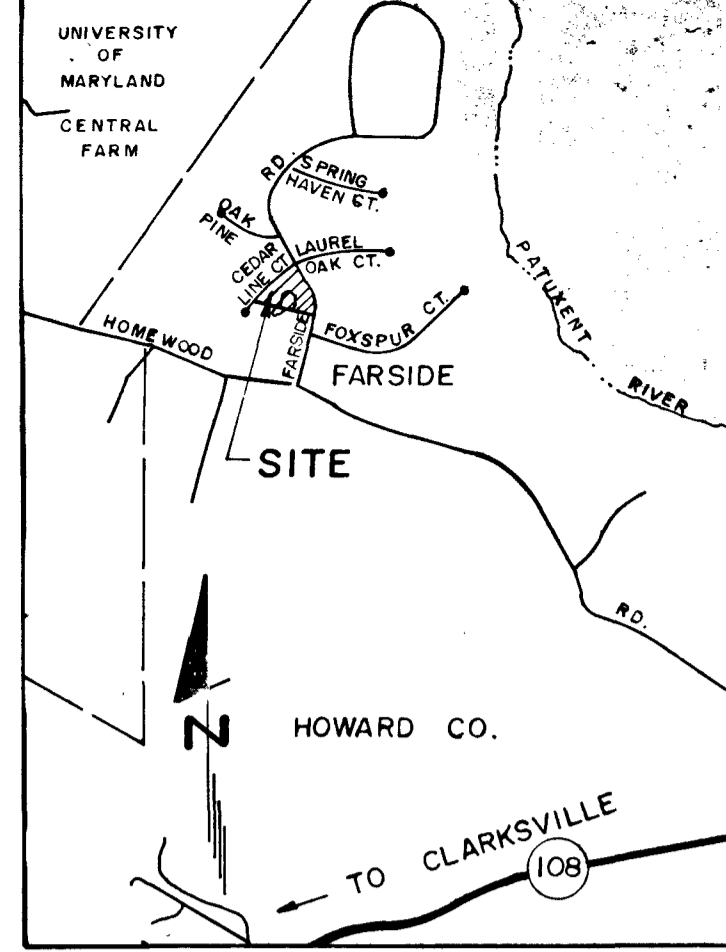 UNIVERSITY
OF
MARYLAND
CENTRAL
FARM
RD.
SPRING
HAVEN CT.
OAK
PINE
CEDAR
LINE CT.
LAUREL
OAK CT.
PATUXENT
RIVER
HOMEWOOD
FARSIDE
FOXSPUR CT.
FARSIDE
SITE
RD.
N
HOWARD CO.
TO CLARKSVILLE
108